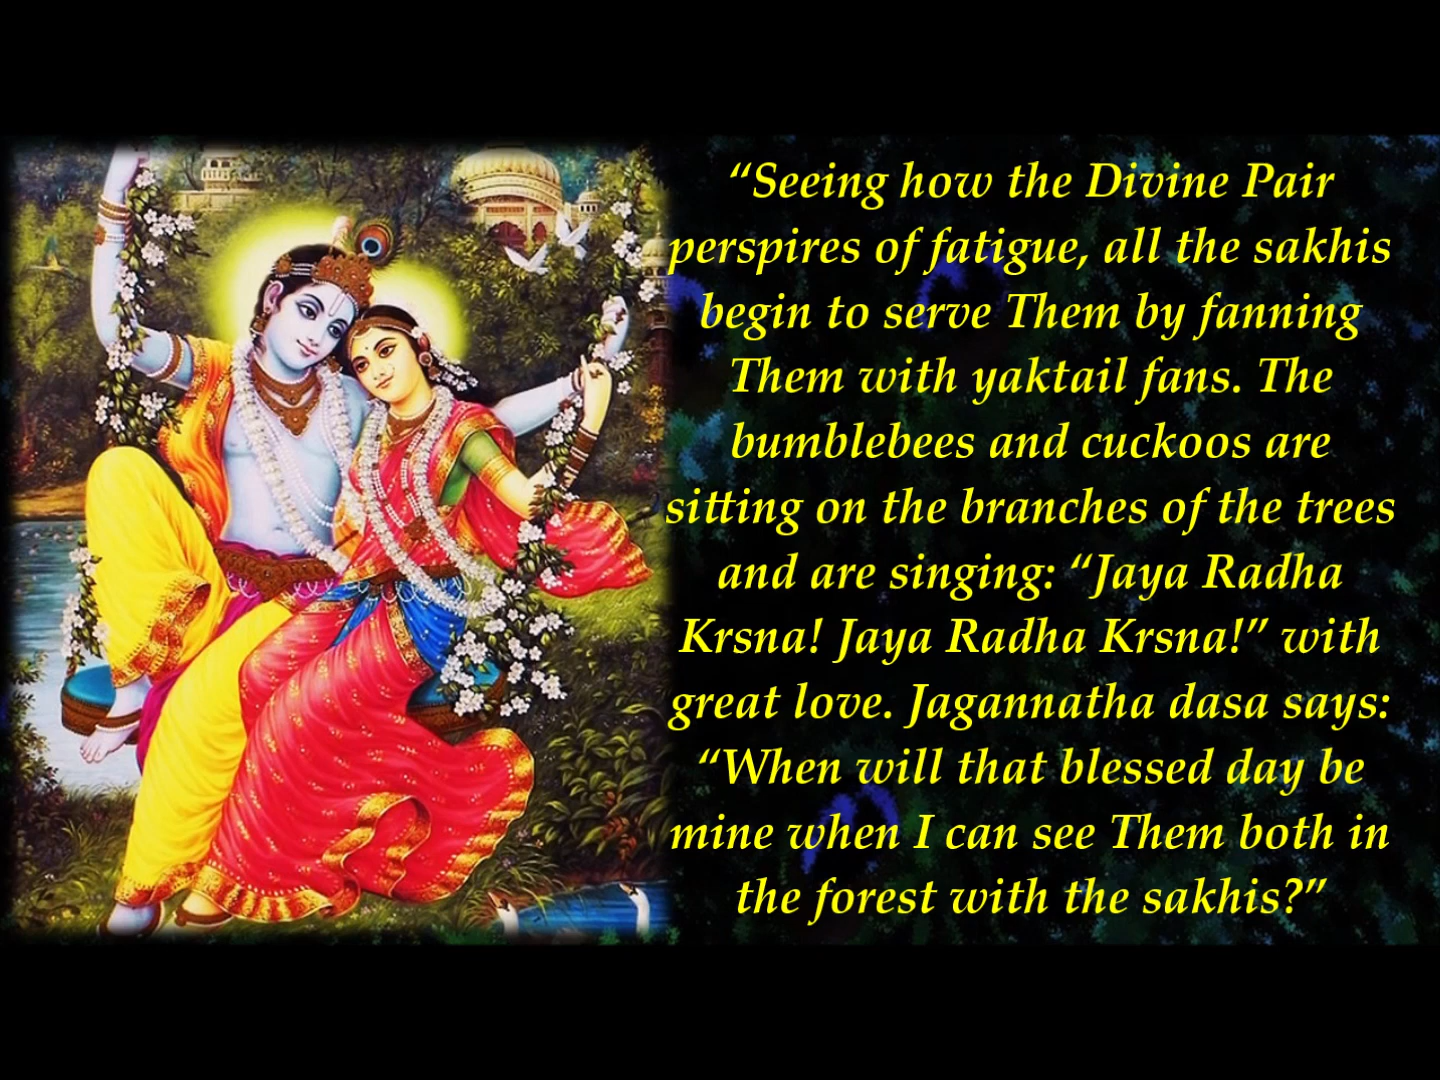 “Seeing how the Divine Pair
perspires of fatigue, all the sakhis
begin to serve Them by fanning
Them with yaktail fans. The
bumblebees and cuckoos are
sitting on the branches of the trees
and are singing: “Jaya Radha
Krsna! Jaya Radha Krsna!” with
great love. Jagannatha dasa says:
“When will that blessed day be
mine when I can see Them both in
the forest with the sakhis?”